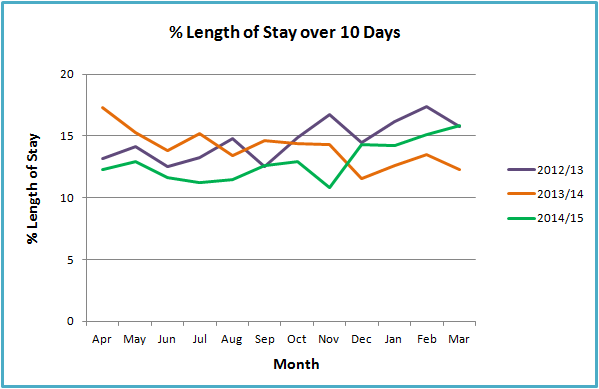 % Length of Stay over 10 Days
% Length of Stay
20
15
10
5
0
Apr May Jun Jul Aug Sep Oct Nov Dec Jan Feb Mar
Month
2012/13
2013/14
2014/15